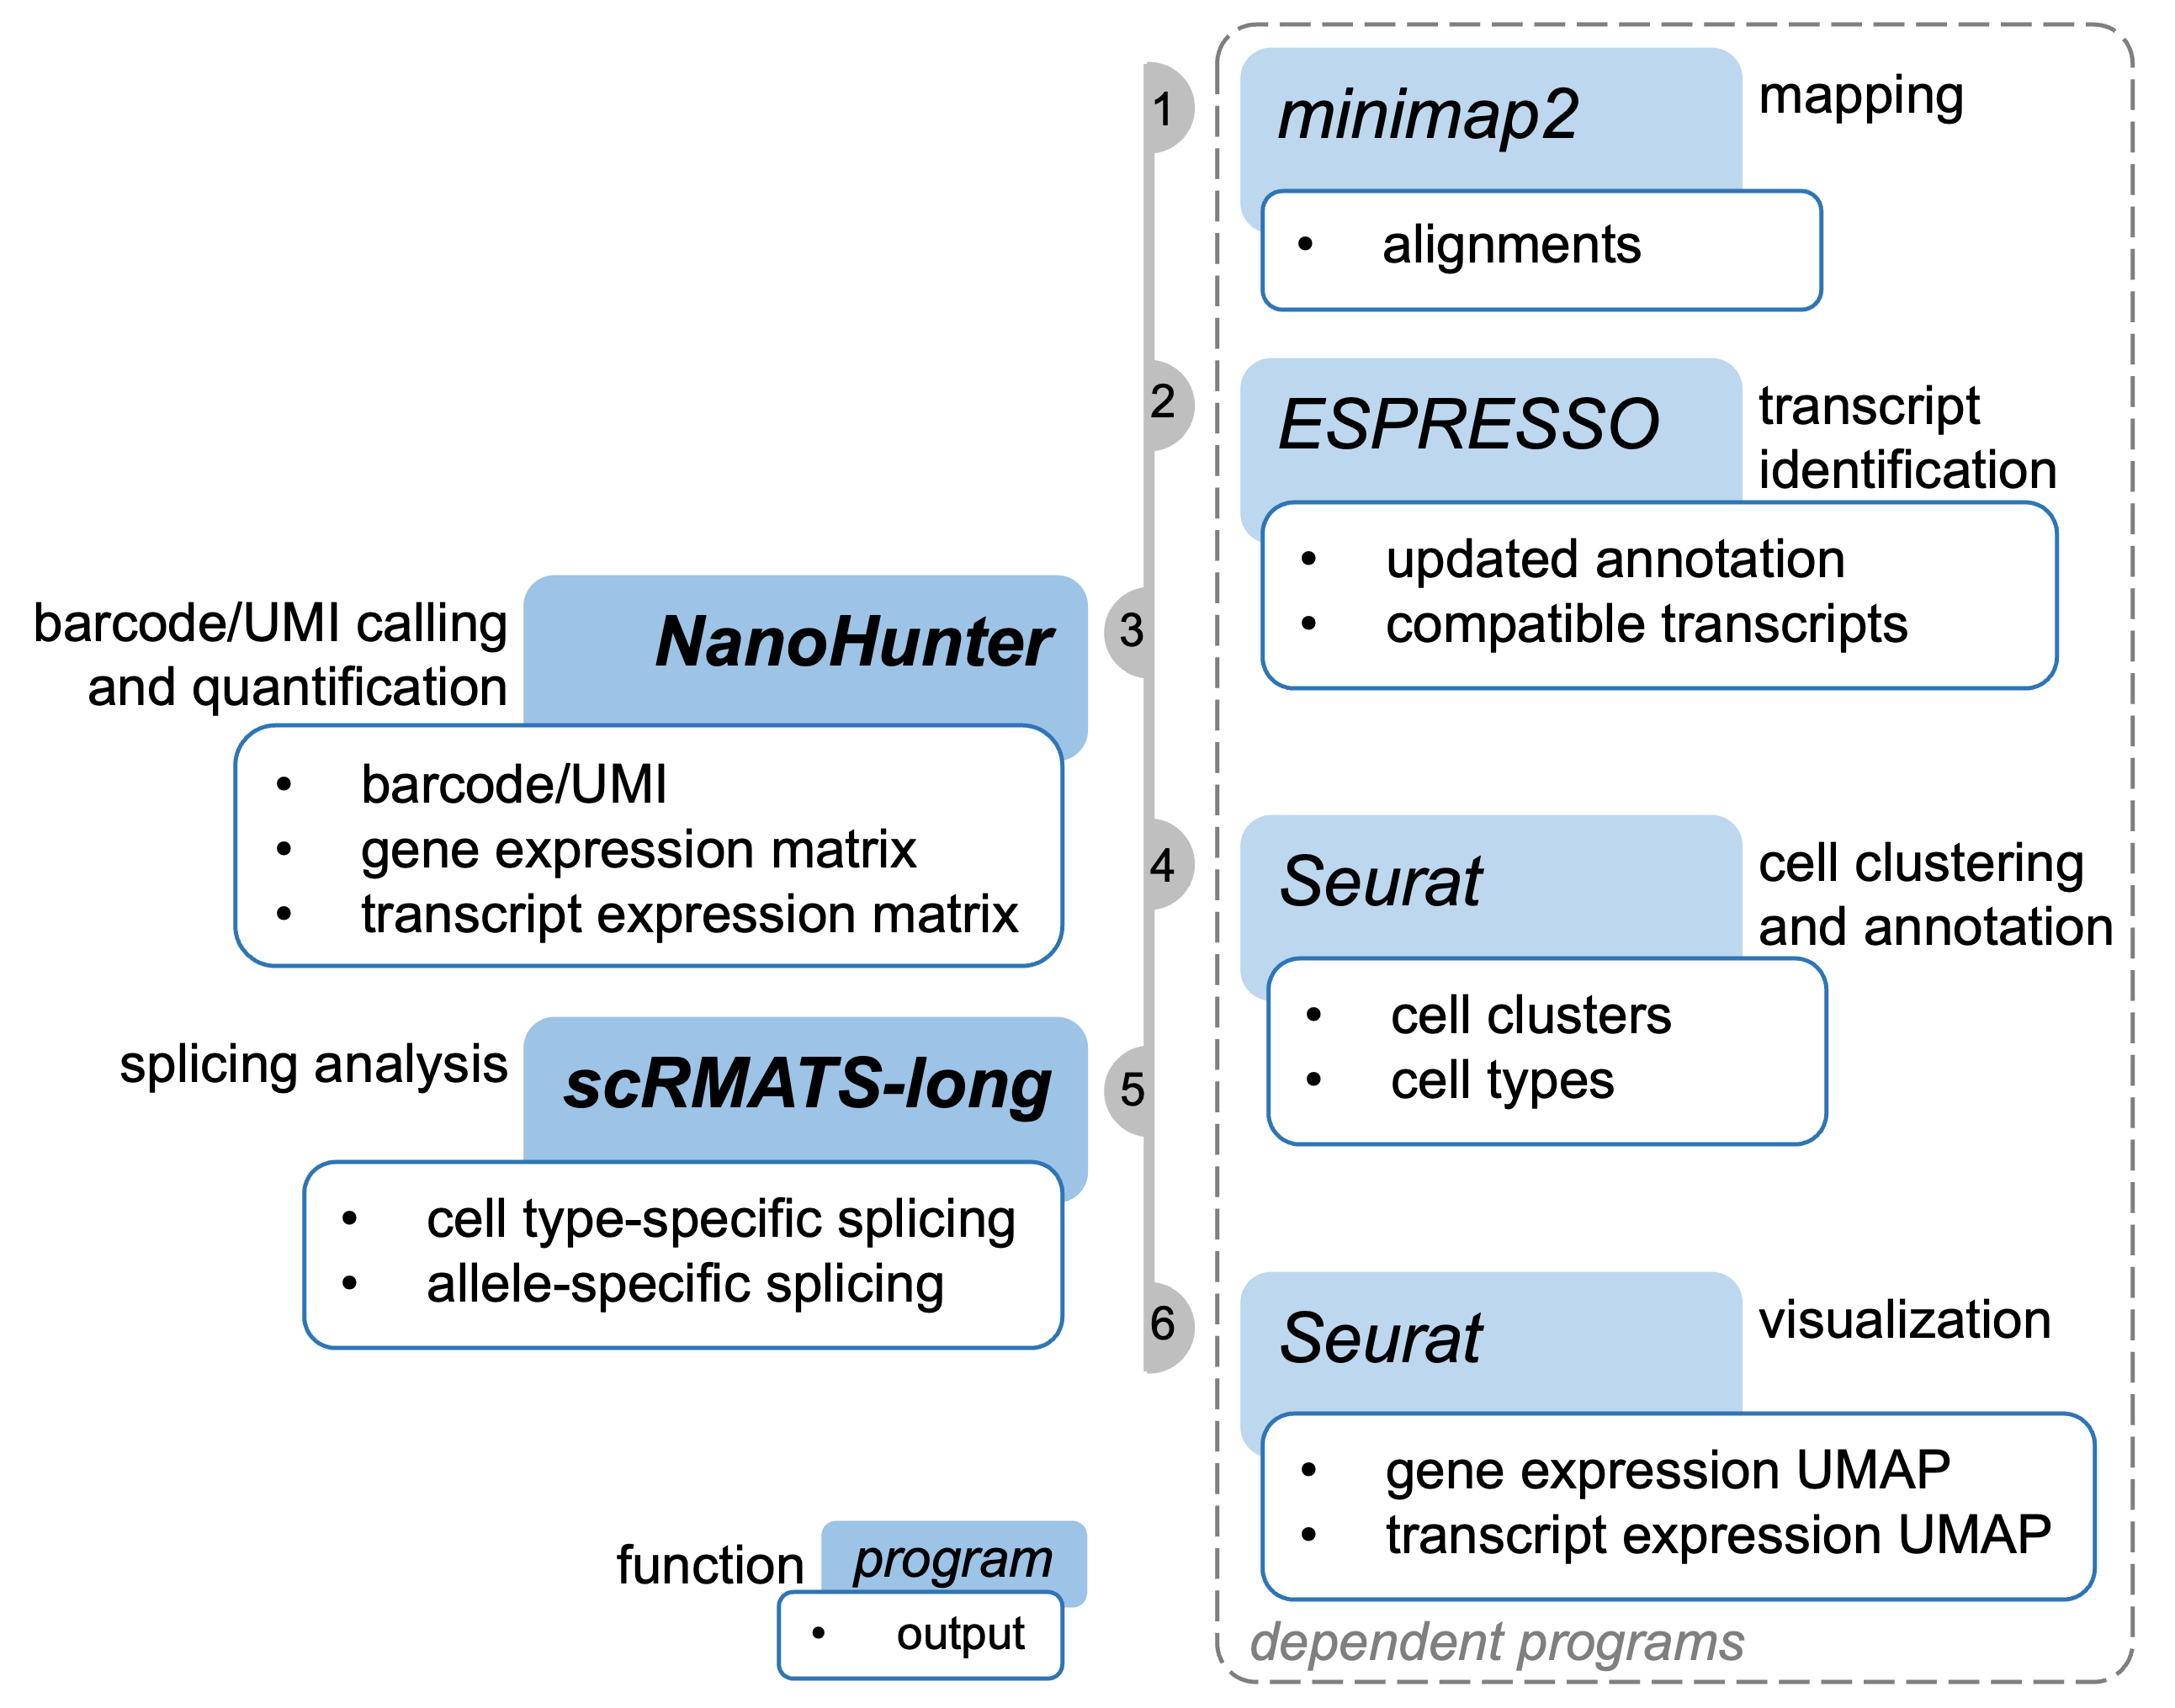 1
minimap2
mapping
• alignments
2
ESPRESSO
transcript
identification
• updated annotation
• compatible transcripts
barcode/UMI calling
and quantification
NanoHunter
3
• barcode/UMI
• gene expression matrix
• transcript expression matrix
4
Seurat
cell clustering
and annotation
• cell clusters
• cell types
splicing analysis
scRMATS-long
5
• cell type-specific splicing
• allele-specific splicing
6
Seurat
visualization
• gene expression UMAP
• transcript expression UMAP
function
program
• output
dependent programs